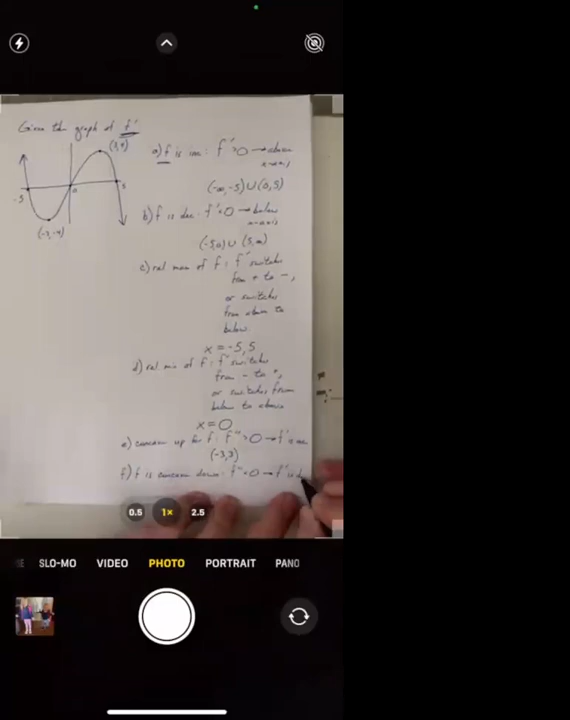 Given the graph of f'
(3,4)
-5
0
5
(-3,-4)
a) f is inc: f' > 0 → above
x-axis
(-∞,-5) ∪ (0,5)
b) f is dec: f' < 0 → below
x-axis
(-5,0) ∪ (5,∞)
c) rel max of f: f' switches
from + to -,
or switches
from above to
below.
x = -5, 5
d) rel min of f: f' switches
from - to +,
or switches from
below to above
x = 0
e) concave up for f: f'' > 0 → f' is inc
(-3,3)
f) f is concave down: f'' < 0 → f' is d
0.5
1×
2.5
SLO-MO
VIDEO
PHOTO
PORTRAIT
PANO